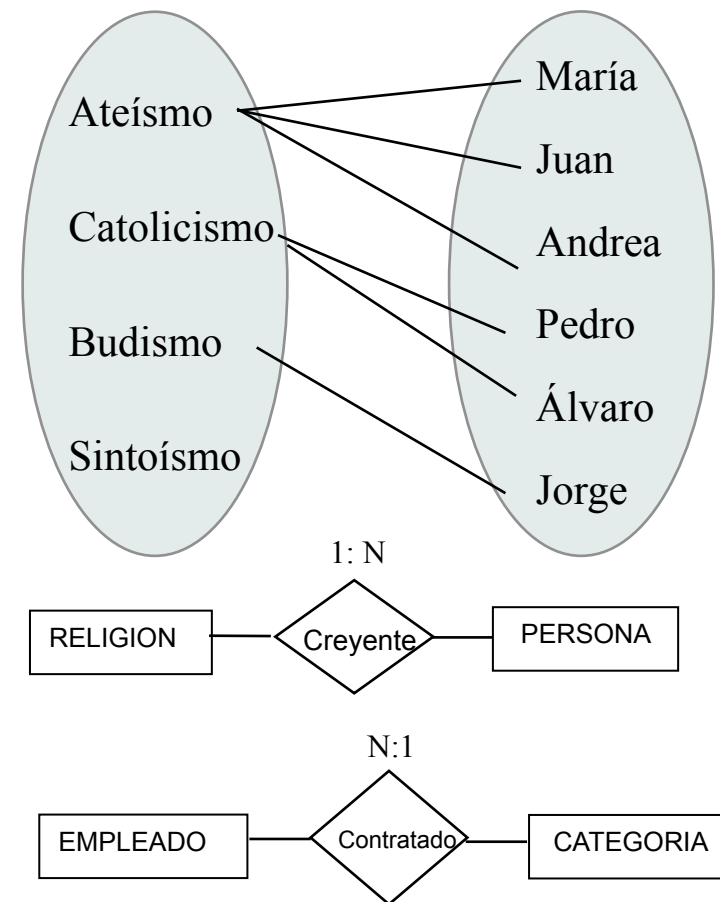 Ateísmo
Catolicismo
Budismo
Sintoísmo
María
Juan
Andrea
Pedro
Álvaro
Jorge
1: N
RELIGION
Creyente
PERSONA
N:1
EMPLEADO
Contratado
CATEGORIA